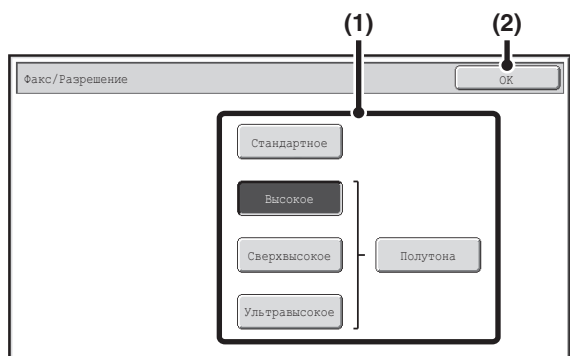 (1) (2)
Факс/Разрешение OK
Стандартное
Высокое
Сверхвысокое Полутона
Ультравысокое